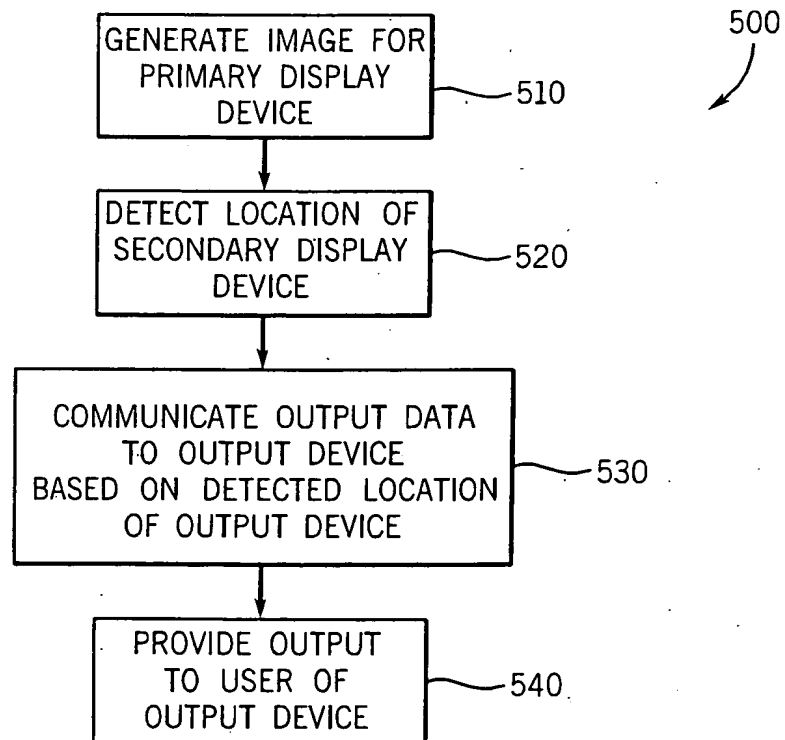 500
GENERATE IMAGE FOR
PRIMARY DISPLAY
DEVICE
510
DETECT LOCATION OF
SECONDARY DISPLAY
DEVICE
520
COMMUNICATE OUTPUT DATA
TO OUTPUT DEVICE
BASED ON DETECTED LOCATION
OF OUTPUT DEVICE
530
PROVIDE OUTPUT
TO USER OF
OUTPUT DEVICE
540